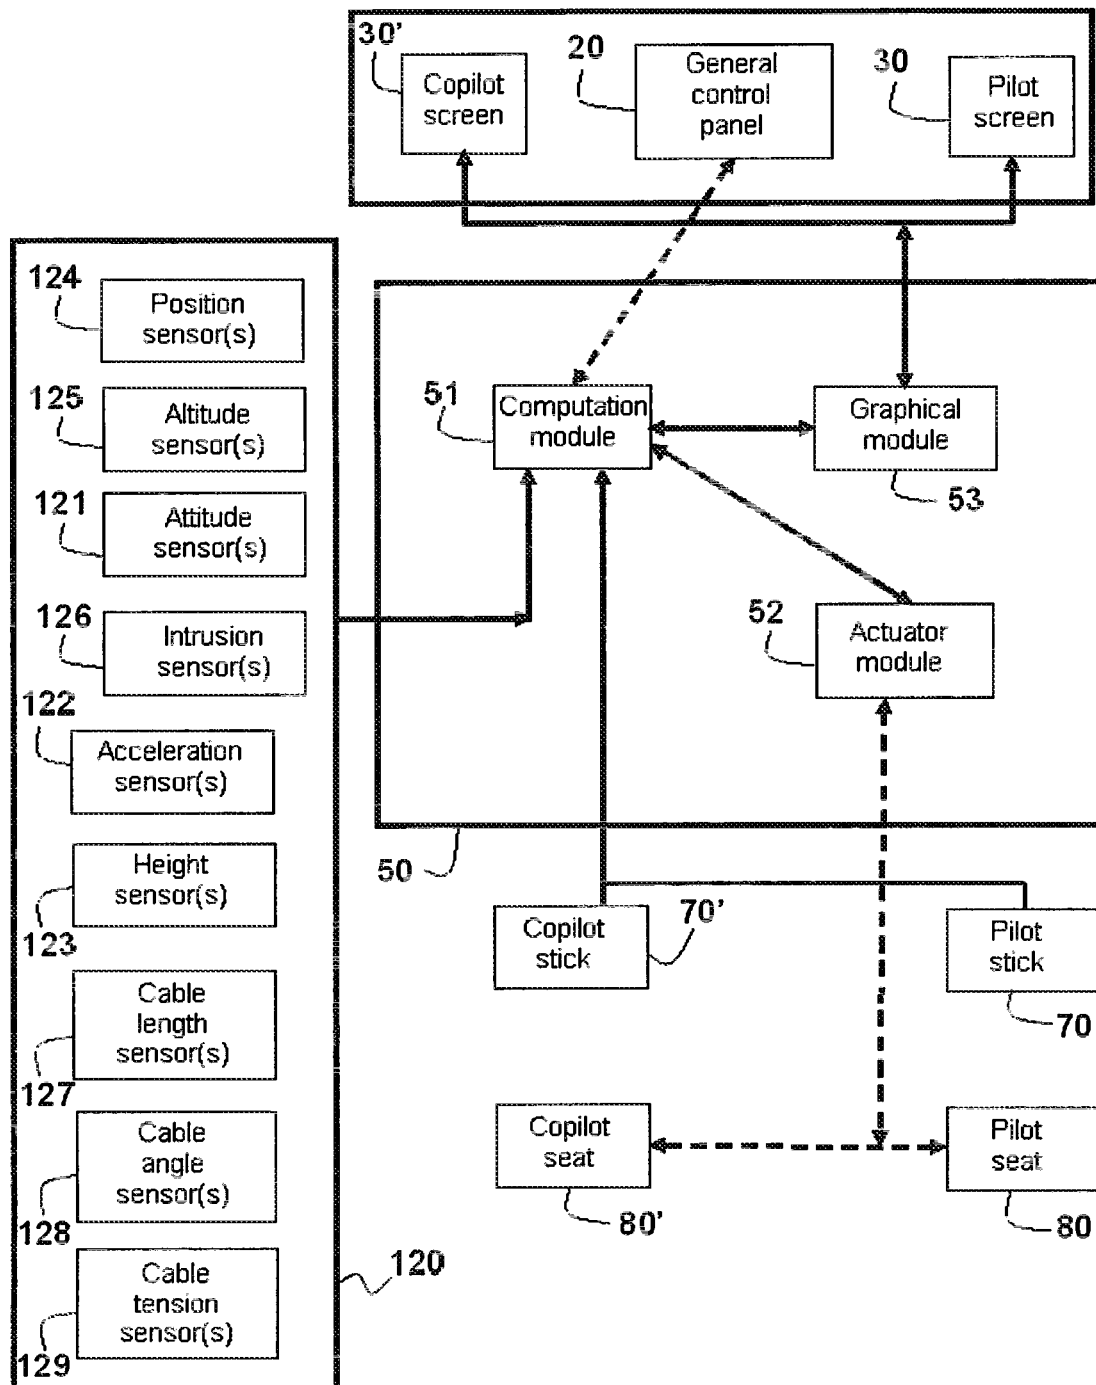 30’
Copilot
screen
20
General
control
panel
30
Pilot
screen
124
Position
sensor(s)
125
Altitude
sensor(s)
121
Attitude
sensor(s)
126
Intrusion
sensor(s)
122
Acceleration
sensor(s)
Height
sensor(s)
123
Cable
length
sensor(s)
127
Cable
angle
sensor(s)
128
Cable
tension
sensor(s)
129
120
51
Computation
module
Graphical
module
53
52
Actuator
module
50
Copilot
stick
70’
Pilot
stick
70
Copilot
seat
80’
Pilot
seat
80